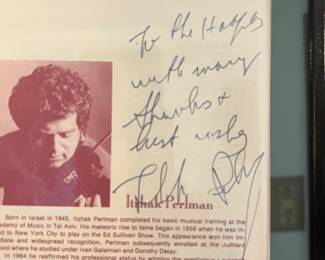 To the Hoopes
with many
thanks &
best wishes
Itzhak Perlman
Born in Israel in 1945, Itzhak Perlman completed his basic musical training at the
ademy of Music in Tel Aviv. His meteoric rise to fame began in 1958 when he was in-
d to New York City to play on the Ed Sullivan Show. This appearance won him im-
diate and widespread recognition. Perlman subsequently enrolled at the Juilliard
ool where he studied under Ivan Galamian and Dorothy Delay.
In 1964 he reaffirmed his professional status by winning the prestigious